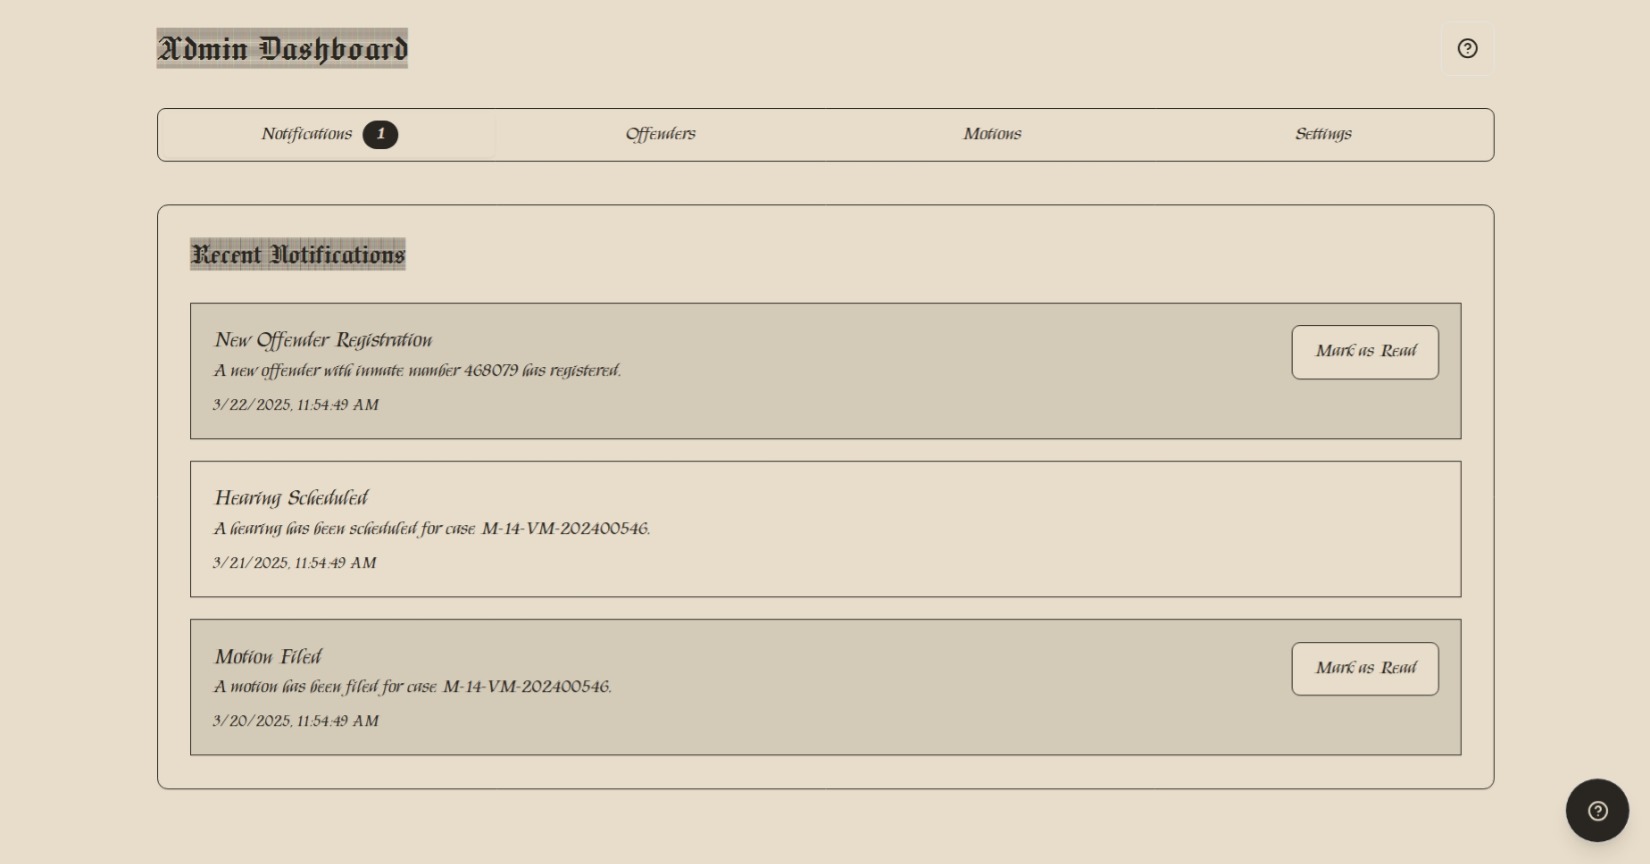 Admin Dashboard
Notifications 1
Offenders
Motions
Settings
Recent Notifications
New Offender Registration
Mark as Read
A new offender with inmate number 468079 has registered.
3/22/2025, 11:54:49 AM
Hearing Scheduled
A hearing has been scheduled for case M-14-VM-202400546.
3/21/2025, 11:54:49 AM
Motion Filed
Mark as Read
A motion has been filed for case M-14-VM-202400546.
3/20/2025, 11:54:49 AM